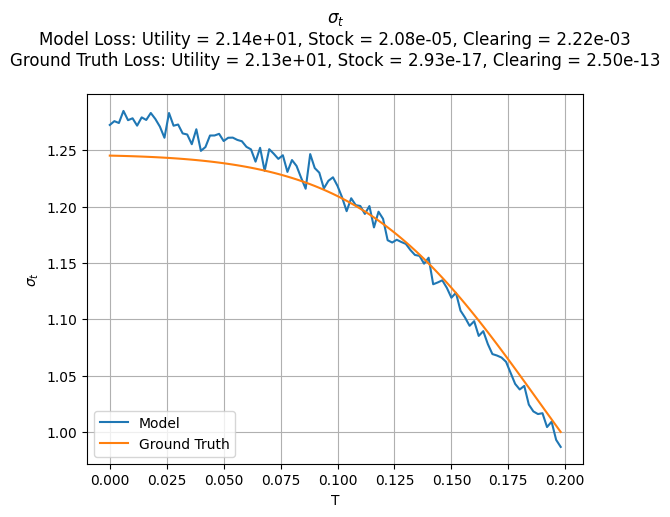 σₜ
Model Loss: Utility = 2.14e+01, Stock = 2.08e-05, Clearing = 2.22e-03
Ground Truth Loss: Utility = 2.13e+01, Stock = 2.93e-17, Clearing = 2.50e-13
1.25
1.20
1.15
1.10
1.05
1.00
σₜ
Model
Ground Truth
0.000 0.025 0.050 0.075 0.100 0.125 0.150 0.175 0.200
T